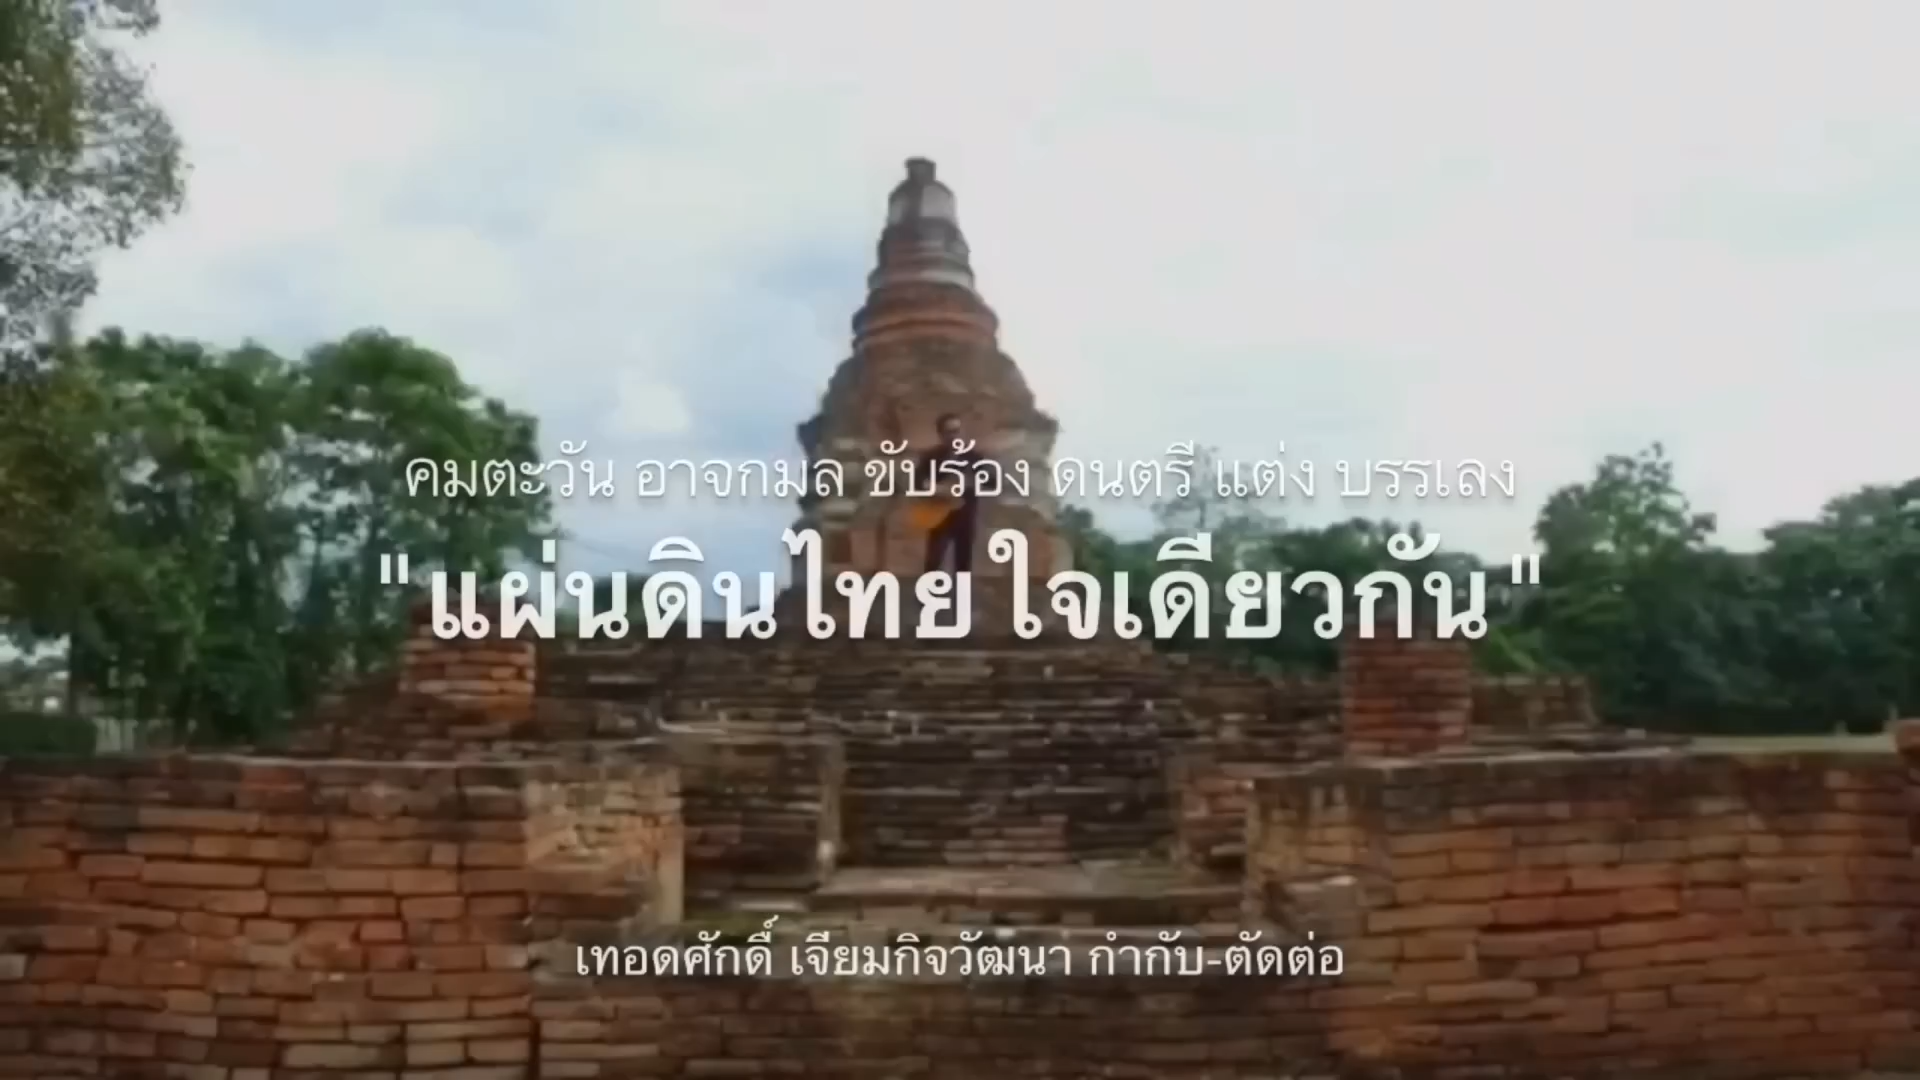 คมตะวัน อาจกมล ขับร้อง ดนตรี แต่ง บรรเลง
"แผ่นดินไทย ใจเดียวกัน"
เทอดศักดิ์ เจียมกิจวัฒนา กำกับ-ตัดต่อ